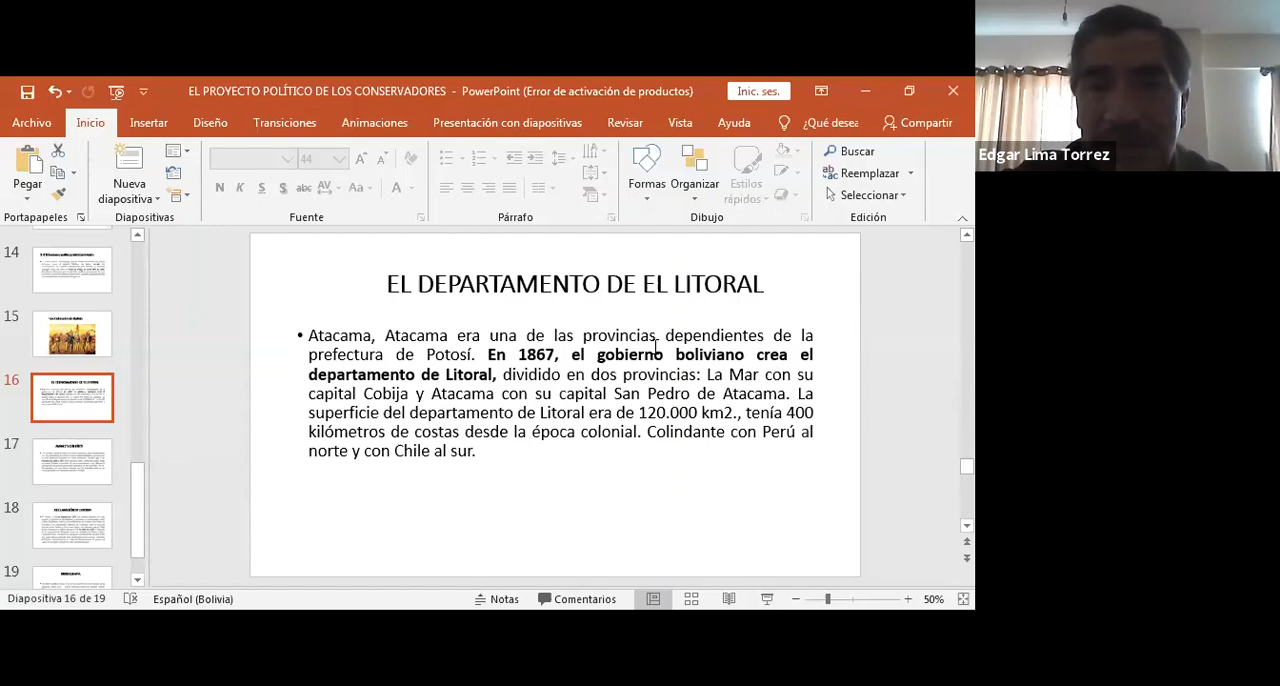 EL PROYECTO POLÍTICO DE LOS CONSERVADORES - PowerPoint (Error de activación de productos)
Inic. ses.
Archivo Inicio Insertar Diseño Transiciones Animaciones Presentación con diapositivas Revisar Vista Ayuda ¿Qué desea Compartir
Pegar
Nueva
diapositiva
44
N K S S abc AV Aa A
Formas Organizar Estilos
rápidos
Buscar
Reemplazar
Seleccionar
Portapapeles Diapositivas Fuente Párrafo Dibujo Edición
Edgar Lima Torrez
14
15
16
17
18
19
EL DEPARTAMENTO DE EL LITORAL
• Atacama, Atacama era una de las provincias dependientes de la
prefectura de Potosí. En 1867, el gobierno boliviano crea el
departamento de Litoral, dividido en dos provincias: La Mar con su
capital Cobija y Atacama con su capital San Pedro de Atacama. La
superficie del departamento de Litoral era de 120.000 km2., tenía 400
kilómetros de costas desde la época colonial. Colindante con Perú al
norte y con Chile al sur.
Diapositiva 16 de 19 Español (Bolivia) Notas Comentarios 50%